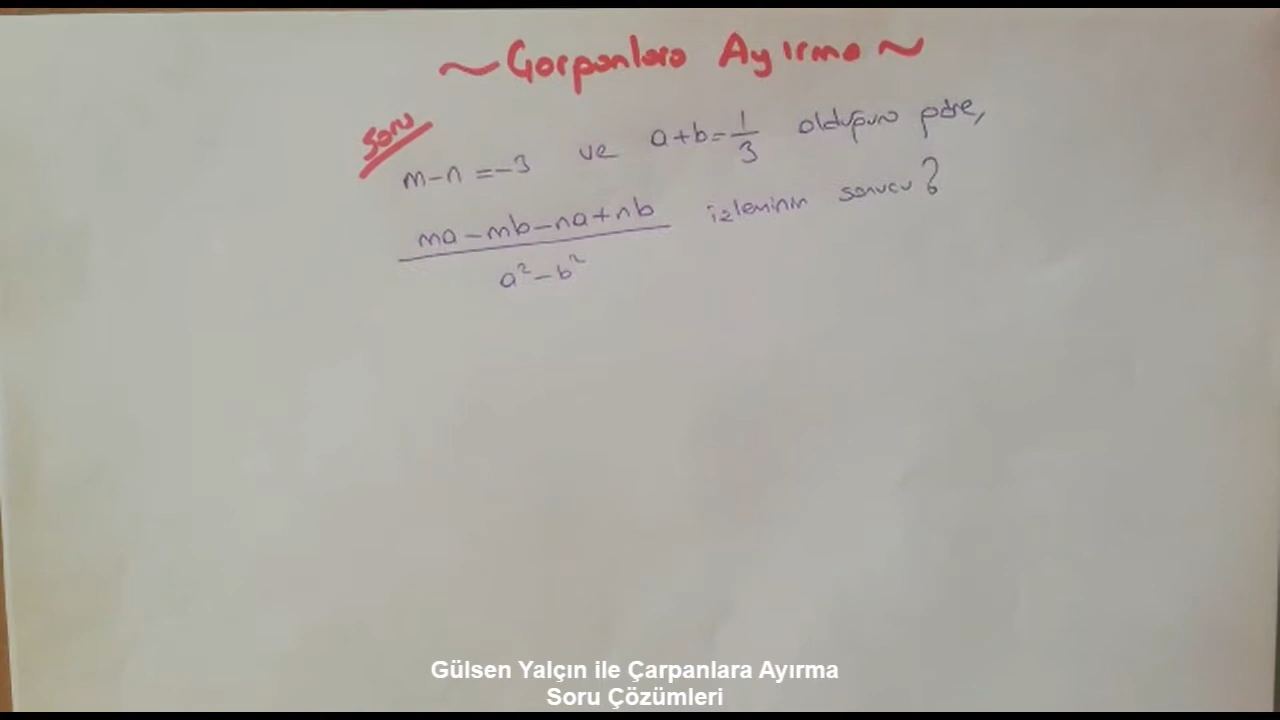 ~Çarpanlara Ayırma~
Soru
m-n=-3 ve a+b=1/3 olduğuna göre,
(ma-mb-na+nb)/(a²-b²) işleminin sonucu?
Gülsen Yalçın ile Çarpanlara Ayırma
Soru Çözümleri